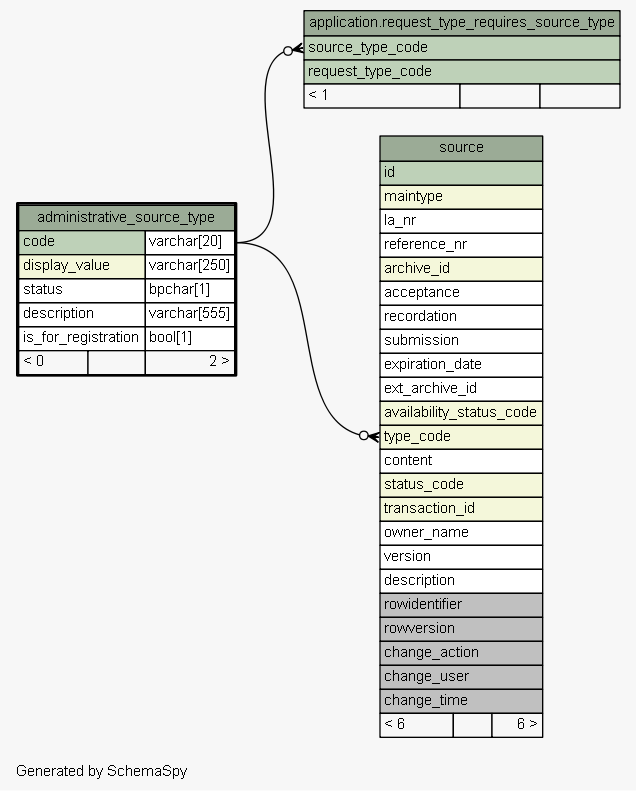 application.request_type_requires_source_type
source_type_code
request_type_code
< 1
source
id
maintype
la_nr
reference_nr
archive_id
acceptance
recordation
submission
expiration_date
ext_archive_id
availability_status_code
type_code
content
status_code
transaction_id
owner_name
version
description
rowidentifier
rowversion
change_action
change_user
change_time
< 6 6 >
administrative_source_type
code varchar[20]
display_value varchar[250]
status bpchar[1]
description varchar[555]
is_for_registration bool[1]
< 0 2 >
Generated by SchemaSpy